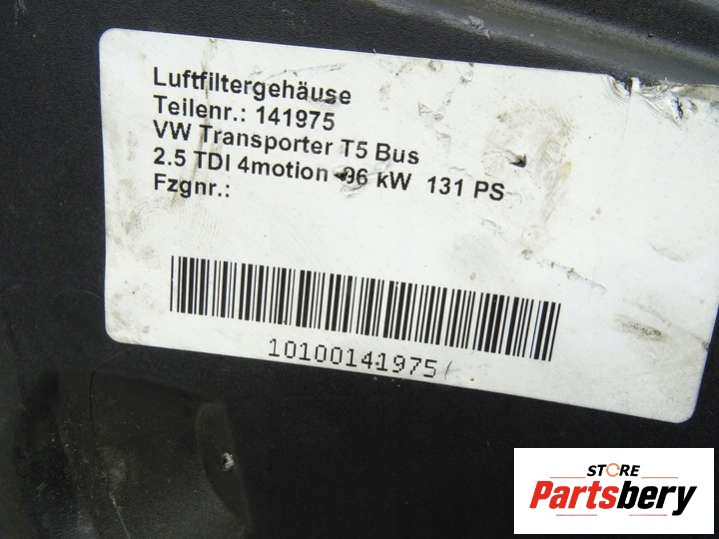 Luftfiltergehäuse
Teilenr.: 141975
VW Transporter T5 Bus
2.5 TDI 4motion 96 kW 131 PS
Fzgnr.:
10100141975
STORE
Partsbery